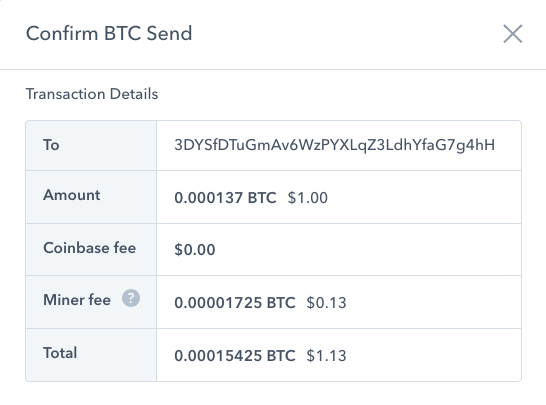 Confirm BTC Send
Transaction Details
To 3DYSfDTuGmAv6WzPYXLqZ3LdhYfaG7g4hH
Amount 0.000137 BTC $1.00
Coinbase fee $0.00
Miner fee ? 0.00001725 BTC $0.13
Total 0.00015425 BTC $1.13